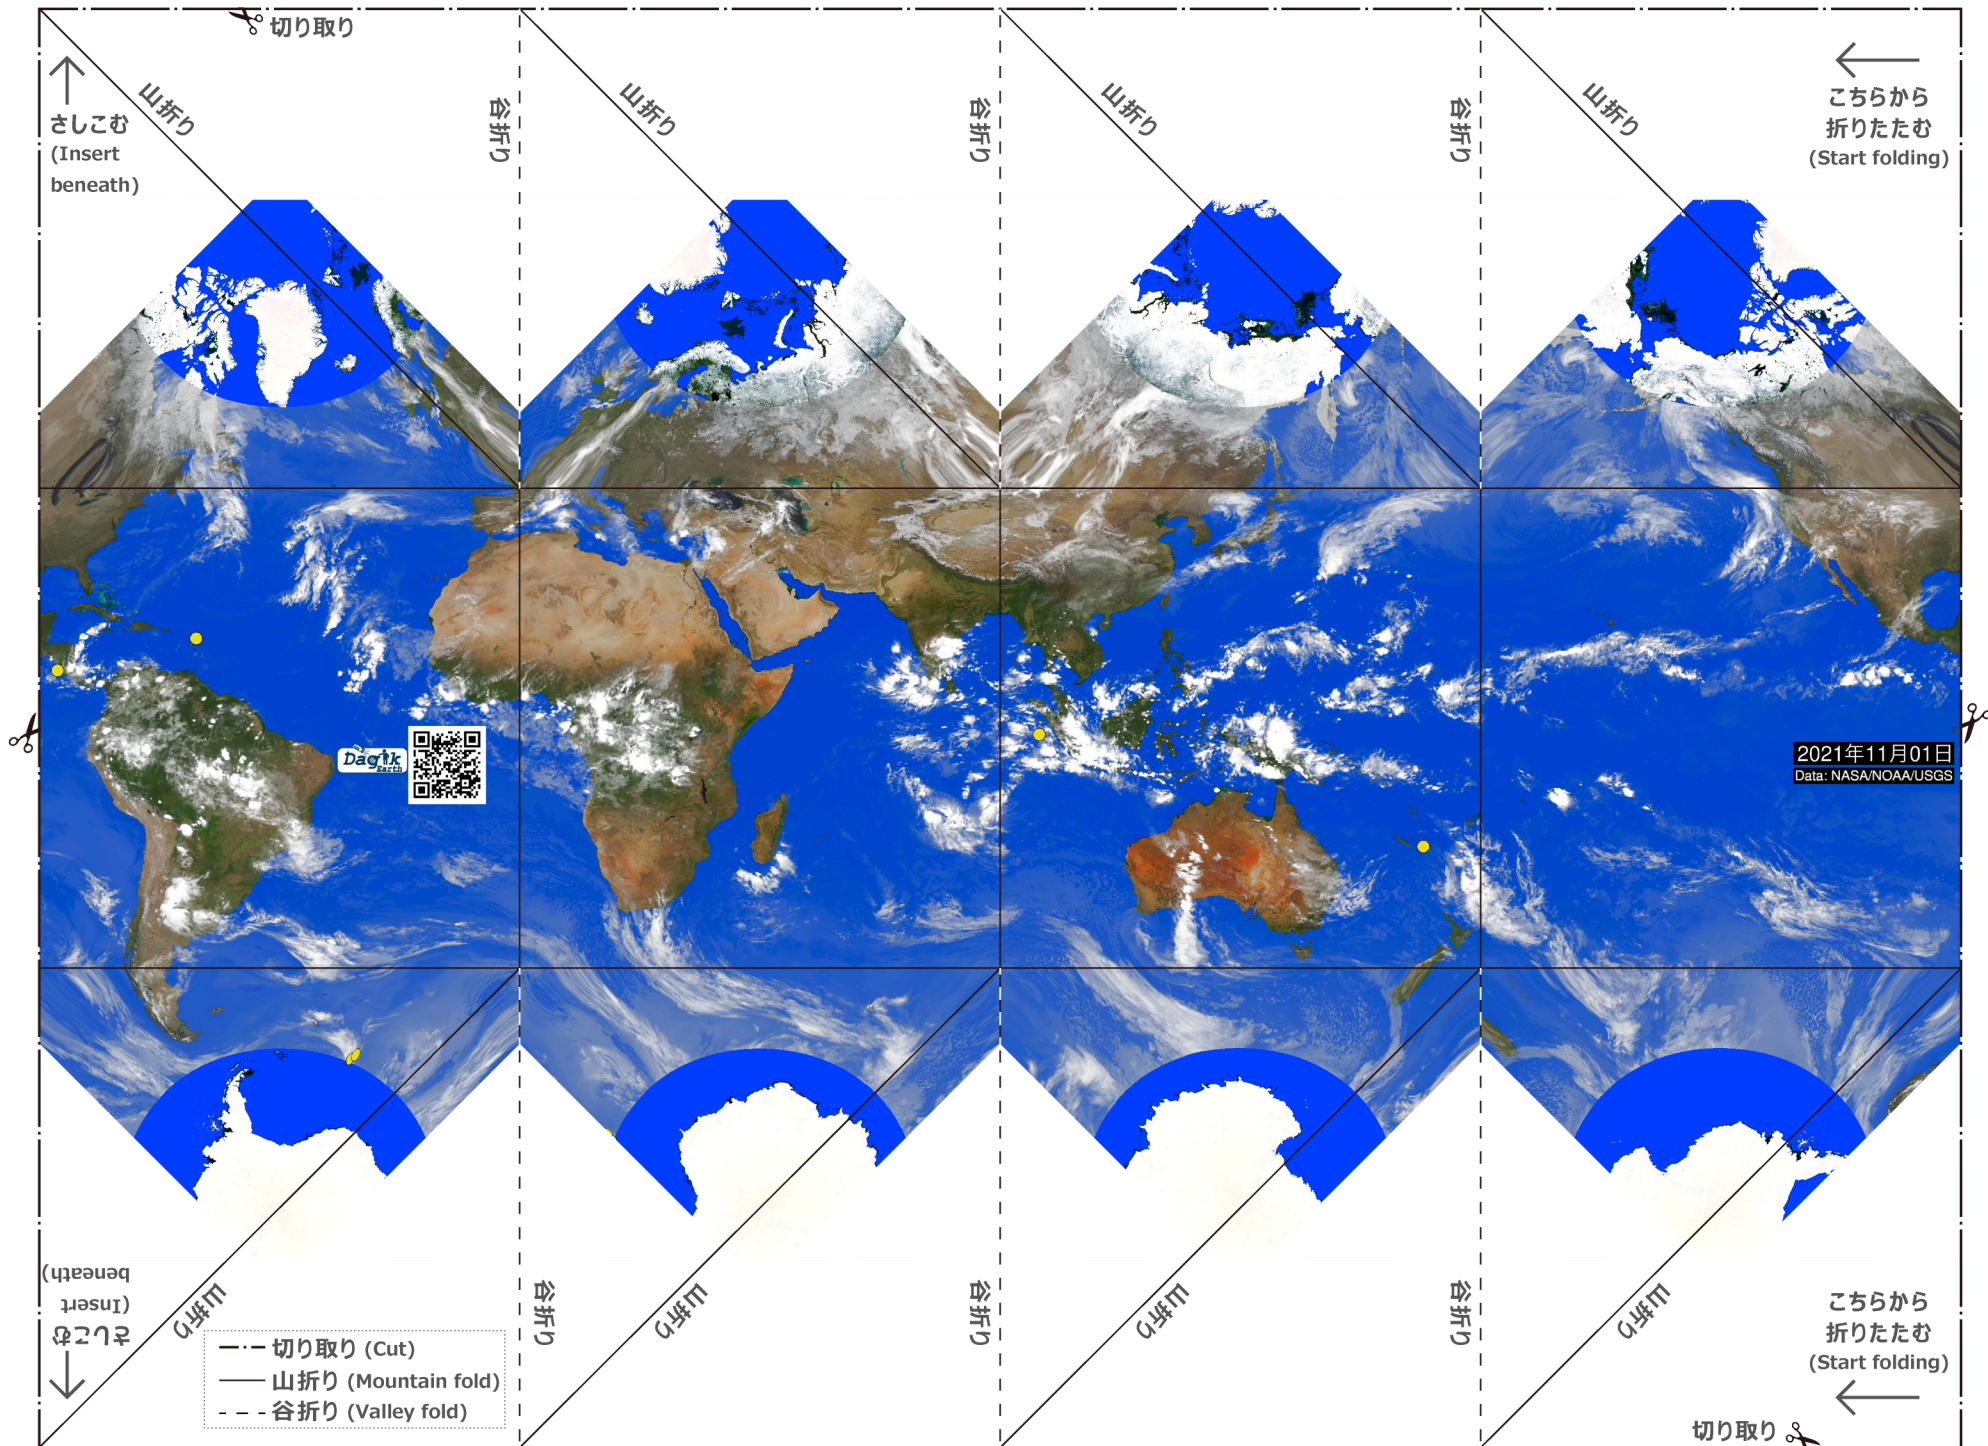 切り取り
山折り
谷折り
山折り
谷折り
山折り
谷折り
山折り
さしこむ
(Insert
beneath)
こちらから
折りたたむ
(Start folding)
Dagik
Earth
2021年11月01日
Data: NASA/NOAA/USGS
さしこむ
(Insert
beneath)
山折り
谷折り
山折り
谷折り
山折り
谷折り
山折り
こちらから
折りたたむ
(Start folding)
切り取り (Cut)
山折り (Mountain fold)
谷折り (Valley fold)
切り取り